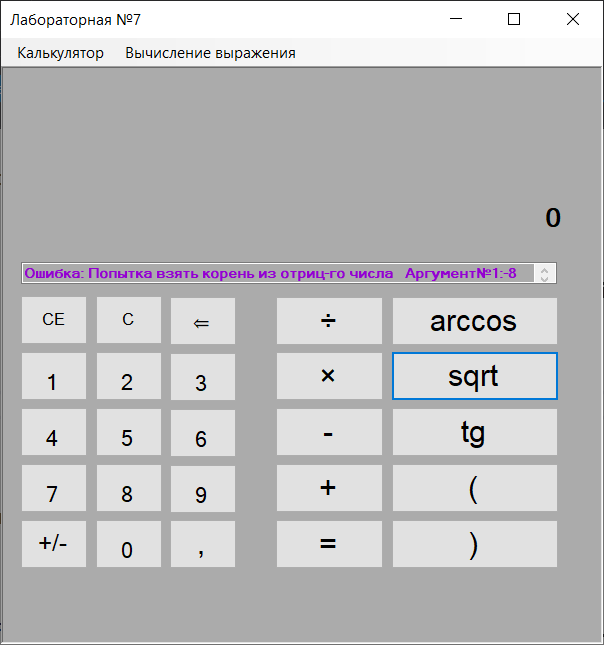 Лабораторная №7
Калькулятор Вычисление выражения
0
Ошибка: Попытка взять корень из отриц-го числа Аргумент№1:-8
CE C ⇐ ÷ arccos
1 2 3 × sqrt
4 5 6 - tg
7 8 9 + (
+/- 0 , = )